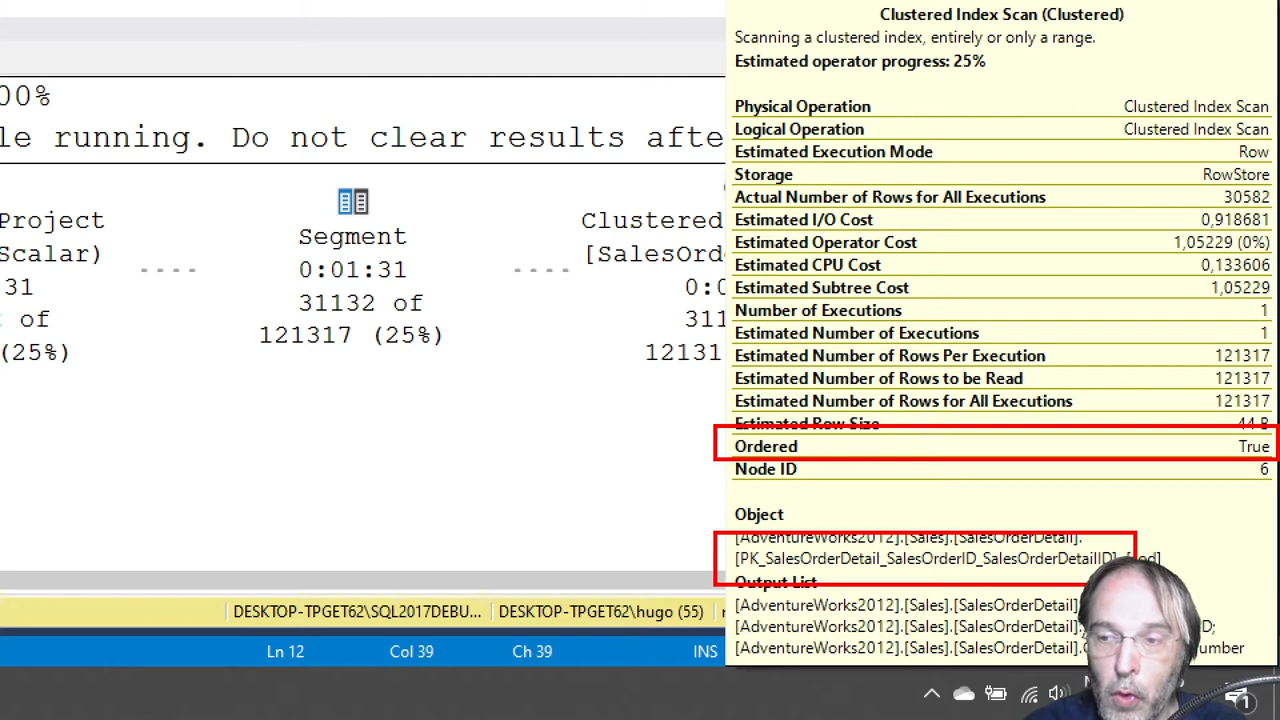 00%
le running. Do not clear results afte
Project
Scalar)
31
of
(25%)
Segment
0:01:31
31132 of
121317 (25%)
Clustered
[SalesOrd
0:0
311
12131
Clustered Index Scan (Clustered)
Scanning a clustered index, entirely or only a range.
Estimated operator progress: 25%
Physical Operation Clustered Index Scan
Logical Operation Clustered Index Scan
Estimated Execution Mode Row
Storage RowStore
Actual Number of Rows for All Executions 30582
Estimated I/O Cost 0,918681
Estimated Operator Cost 1,05229 (0%)
Estimated CPU Cost 0,133606
Estimated Subtree Cost 1,05229
Number of Executions 1
Estimated Number of Executions 1
Estimated Number of Rows Per Execution 121317
Estimated Number of Rows to be Read 121317
Estimated Number of Rows for All Executions 121317
Estimated Row Size 44 B
Ordered True
Node ID 6
Object
[AdventureWorks2012].[Sales].[SalesOrderDetail].
[PK_SalesOrderDetail_SalesOrderID_SalesOrderDetailID]
Output List
[AdventureWorks2012].[Sales].[SalesOrderDetail]
[AdventureWorks2012].[Sales].[SalesOrderDetail]. D;
[AdventureWorks2012].[Sales].[SalesOrderDetail].C umber
DESKTOP-TPGET62\SQL2017DEBU... DESKTOP-TPGET62\hugo (55)
Ln 12 Col 39 Ch 39 INS
1